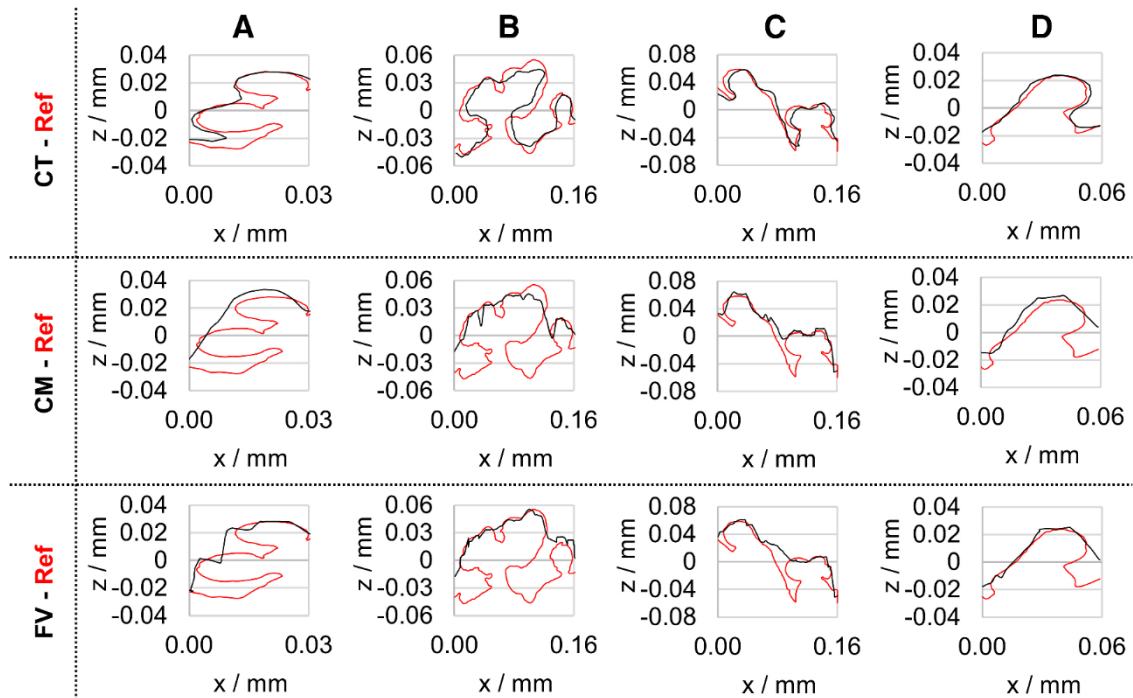 A B C D
CT - Ref
z / mm
0.04
0.02
0
-0.02
-0.04
0.00 0.03
x / mm
z / mm
0.06
0.03
0
-0.03
-0.06
0.00 0.16
x / mm
z / mm
0.08
0.04
0
-0.04
-0.08
0.00 0.16
x / mm
z / mm
0.04
0.02
0
-0.02
-0.04
0.00 0.06
x / mm
CM - Ref
z / mm
0.04
0.02
0
-0.02
-0.04
0.00 0.03
x / mm
z / mm
0.06
0.03
0
-0.03
-0.06
0.00 0.16
x / mm
z / mm
0.08
0.04
0
-0.04
-0.08
0.00 0.16
x / mm
z / mm
0.04
0.02
0
-0.02
-0.04
0.00 0.06
x / mm
FV - Ref
z / mm
0.04
0.02
0
-0.02
-0.04
0.00 0.03
x / mm
z / mm
0.06
0.03
0
-0.03
-0.06
0.00 0.16
x / mm
z / mm
0.08
0.04
0
-0.04
-0.08
0.00 0.16
x / mm
z / mm
0.04
0.02
0
-0.02
-0.04
0.00 0.06
x / mm